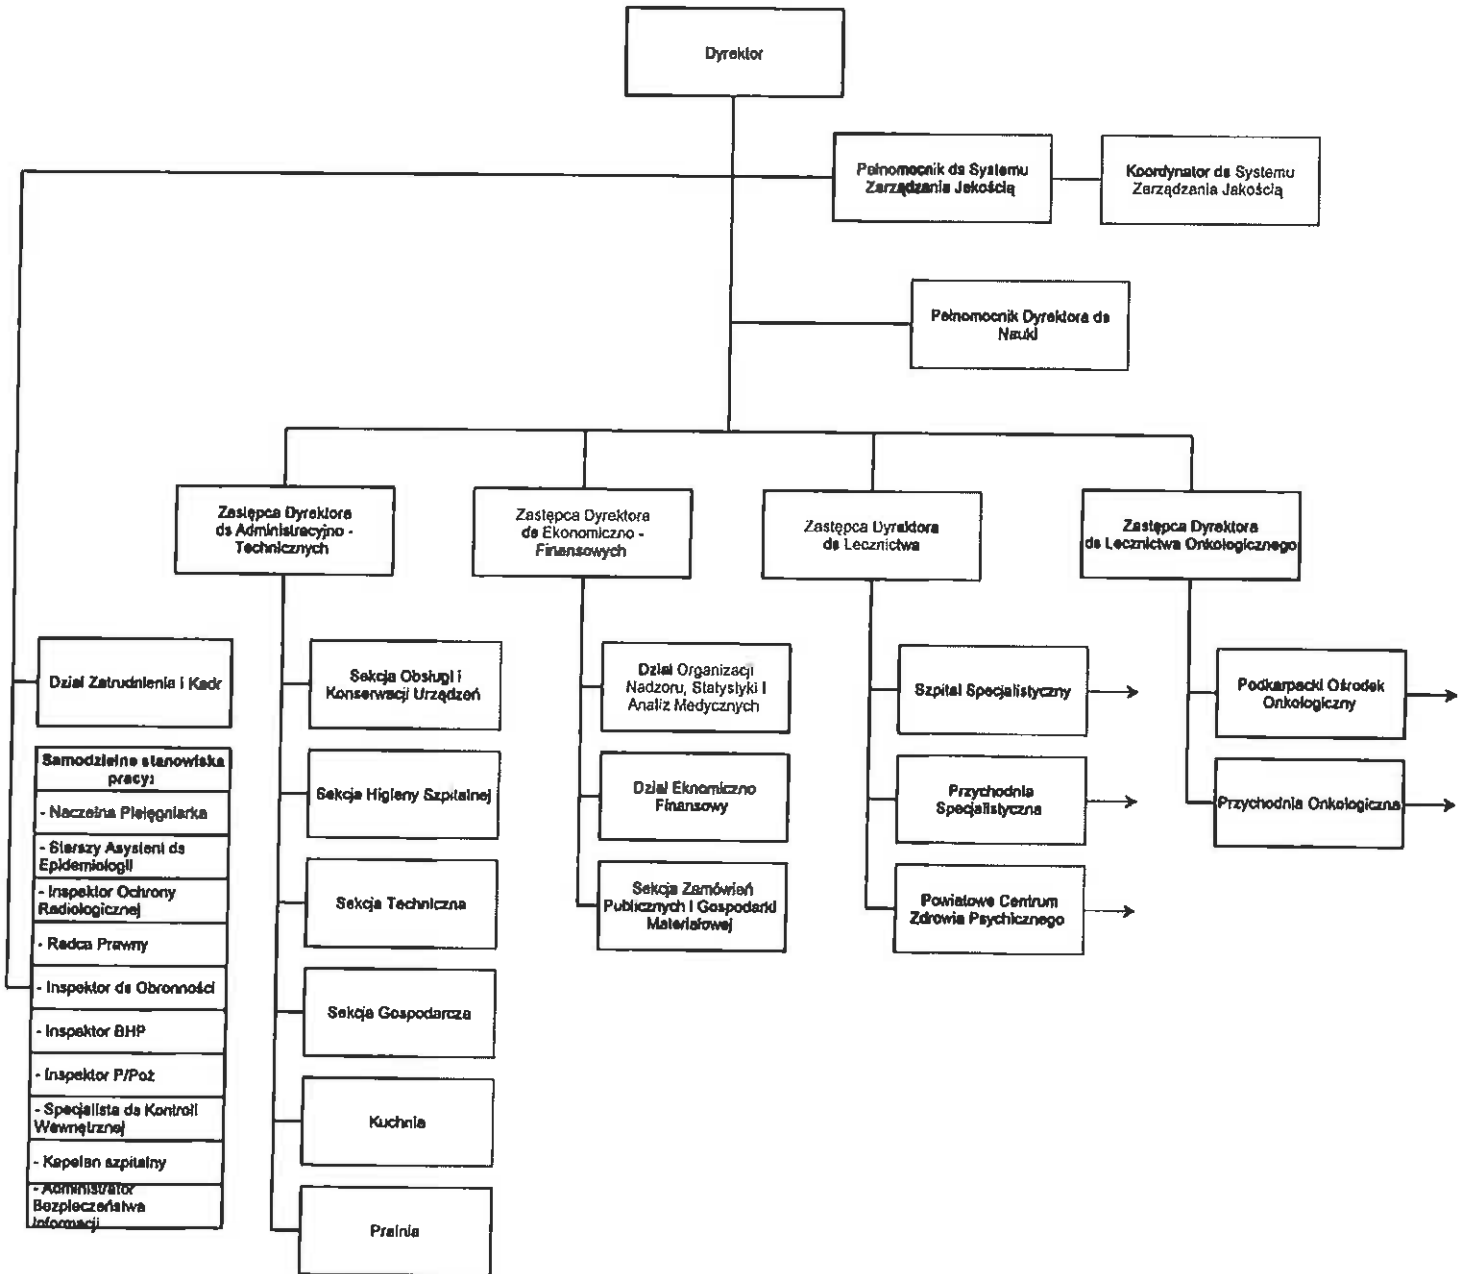 Dyrektor
Pełnomocnik ds Systemu
Zarządzania Jakością
Koordynator ds Systemu
Zarządzania Jakością
Pełnomocnik Dyrektora ds
Nauki
Zastępca Dyrektora
ds Administracyjno -
Technicznych
Zastępca Dyrektora
ds Ekonomiczno -
Finansowych
Zastępca Dyrektora
ds Lecznictwa
Zastępca Dyrektora
ds Lecznictwa Onkologicznego
Dział Zatrudnienia i Kadr
Samodzielne stanowiska
pracy:
- Naczelna Pielęgniarka
- Starszy Asystent ds
Epidemiologii
- Inspektor Ochrony
Radiologicznej
- Radca Prawny
- Inspektor ds Obronności
- Inspektor BHP
- Inspektor P/Poż
- Specjalista ds Kontroli
Wewnętrznej
- Kapelan szpitalny
- Administrator
Bezpieczeństwa
Informacji
Sekcja Obsługi i
Konserwacji Urządzeń
Sekcja Higieny Szpitalnej
Sekcja Techniczna
Sekcja Gospodarcza
Kuchnia
Pralnia
Dział Organizacji
Nadzoru, Statystyki i
Analiz Medycznych
Dział Eknomiczno
Finansowy
Sekcja Zamówień
Publicznych i Gospodarki
Materiałowej
Szpital Specjalistyczny
Przychodnia
Specjalistyczna
Powiatowe Centrum
Zdrowia Psychicznego
Podkarpacki Ośrodek
Onkologiczny
Przychodnia Onkologiczna